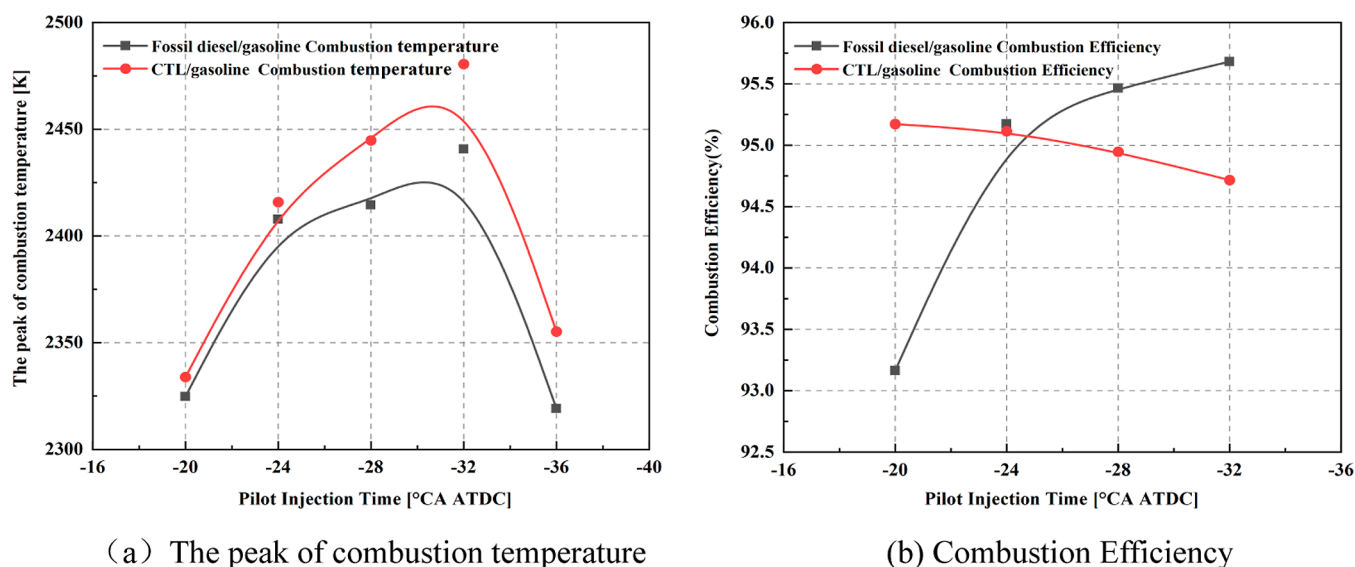 2500
2450
2400
2350
2300
The peak of combustion temperature [K]
Fossil diesel/gasoline Combustion temperature
CTL/gasoline Combustion temperature
-16 -20 -24 -28 -32 -36 -40
Pilot Injection Time [°CA ATDC]
(a) The peak of combustion temperature
96.0
95.5
95.0
94.5
94.0
93.5
93.0
92.5
Combustion Efficiency(%)
Fossil diesel/gasoline Combustion Efficiency
CTL/gasoline Combustion Efficiency
-16 -20 -24 -28 -32 -36
Pilot Injection Time [°CA ATDC]
(b) Combustion Efficiency